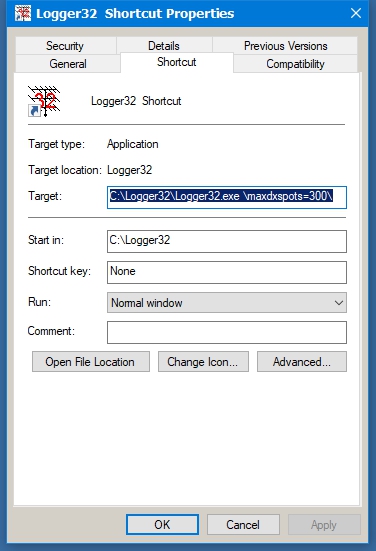 Logger32 Shortcut Properties
Security Details Previous Versions
General Shortcut Compatibility
32
Logger32 Shortcut
Target type: Application
Target location: Logger32
Target: C:\Logger32\Logger32.exe \maxdxspots=300\
Start in: C:\Logger32
Shortcut key: None
Run: Normal window
Comment:
Open File Location Change Icon... Advanced...
OK Cancel Apply